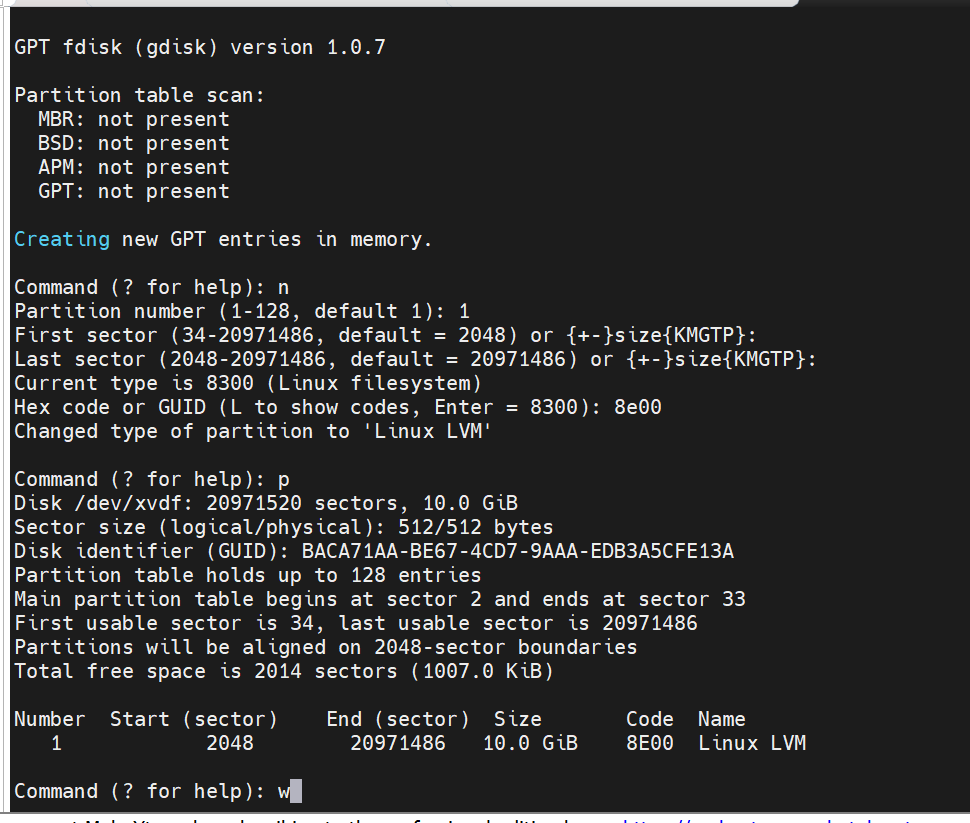 GPT fdisk (gdisk) version 1.0.7
Partition table scan:
MBR: not present
BSD: not present
APM: not present
GPT: not present
Creating new GPT entries in memory.
Command (? for help): n
Partition number (1-128, default 1): 1
First sector (34-20971486, default = 2048) or {+-}size{KMGTP}:
Last sector (2048-20971486, default = 20971486) or {+-}size{KMGTP}:
Current type is 8300 (Linux filesystem)
Hex code or GUID (L to show codes, Enter = 8300): 8e00
Changed type of partition to 'Linux LVM'
Command (? for help): p
Disk /dev/xvdf: 20971520 sectors, 10.0 GiB
Sector size (logical/physical): 512/512 bytes
Disk identifier (GUID): BACA71AA-BE67-4CD7-9AAA-EDB3A5CFE13A
Partition table holds up to 128 entries
Main partition table begins at sector 2 and ends at sector 33
First usable sector is 34, last usable sector is 20971486
Partitions will be aligned on 2048-sector boundaries
Total free space is 2014 sectors (1007.0 KiB)
Number Start (sector) End (sector) Size Code Name
1 2048 20971486 10.0 GiB 8E00 Linux LVM
Command (? for help): w